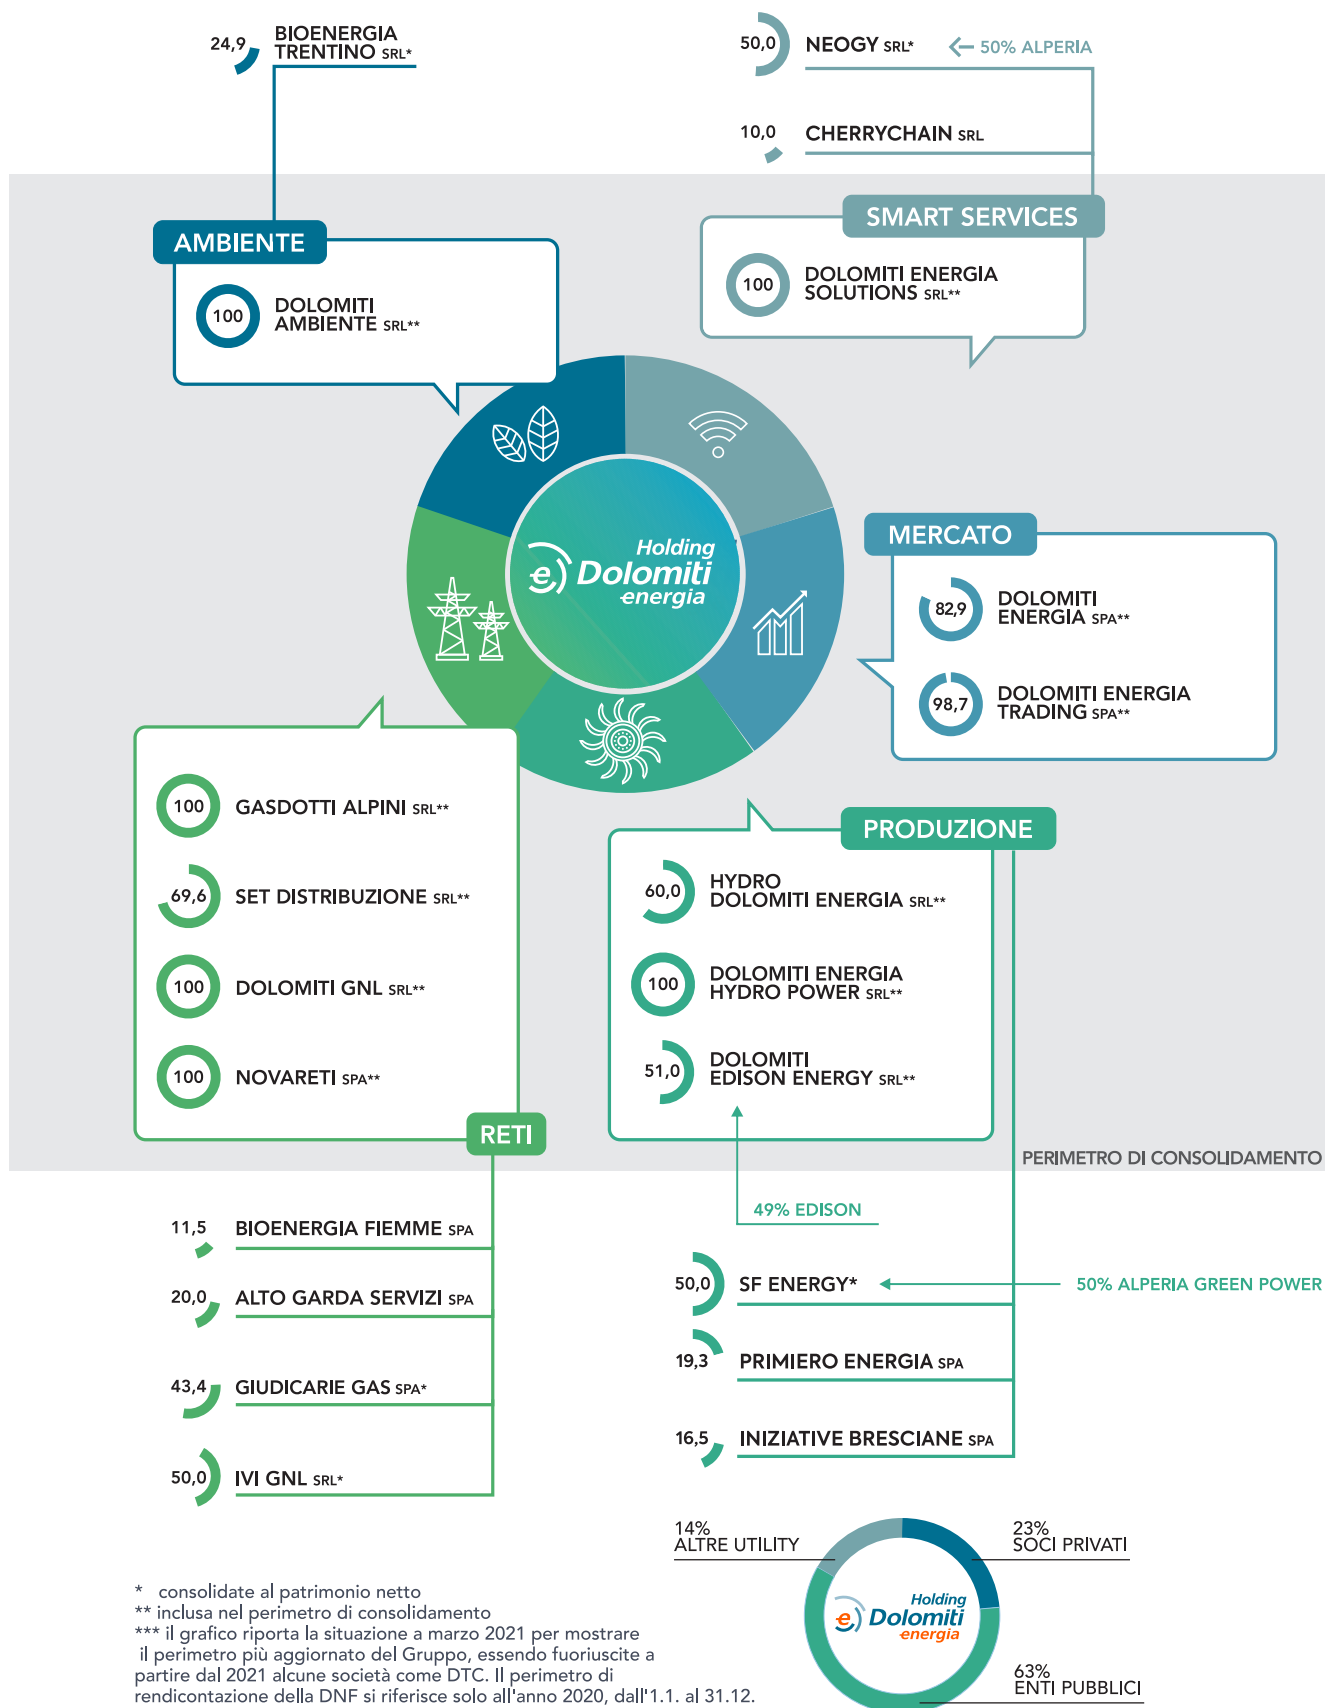 24,9
BIOENERGIA
TRENTINO SRL*
50,0
NEOGY SRL*
50% ALPERIA
10,0
CHERRYCHAIN SRL
AMBIENTE
100
DOLOMITI
AMBIENTE SRL**
SMART SERVICES
100
DOLOMITI ENERGIA
SOLUTIONS SRL**
Holding
e Dolomiti
energia
MERCATO
82,9
DOLOMITI
ENERGIA SPA**
98,7
DOLOMITI ENERGIA
TRADING SPA**
100
GASDOTTI ALPINI SRL**
69,6
SET DISTRIBUZIONE SRL**
100
DOLOMITI GNL SRL**
100
NOVARETI SPA**
RETI
PRODUZIONE
60,0
HYDRO
DOLOMITI ENERGIA SRL**
100
DOLOMITI ENERGIA
HYDRO POWER SRL**
51,0
DOLOMITI
EDISON ENERGY SRL**
PERIMETRO DI CONSOLIDAMENTO
49% EDISON
11,5
BIOENERGIA FIEMME SPA
20,0
ALTO GARDA SERVIZI SPA
43,4
GIUDICARIE GAS SPA*
50,0
IVI GNL SRL*
50,0
SF ENERGY*
50% ALPERIA GREEN POWER
19,3
PRIMIERO ENERGIA SPA
16,5
INIZIATIVE BRESCIANE SPA
14%
ALTRE UTILITY
23%
SOCI PRIVATI
Holding
e Dolomiti
energia
63%
ENTI PUBBLICI
* consolidate al patrimonio netto
** inclusa nel perimetro di consolidamento
*** il grafico riporta la situazione a marzo 2021 per mostrare
il perimetro più aggiornato del Gruppo, essendo fuoriuscite a
partire dal 2021 alcune società come DTC. Il perimetro di
rendicontazione della DNF si riferisce solo all'anno 2020, dall'1.1. al 31.12.